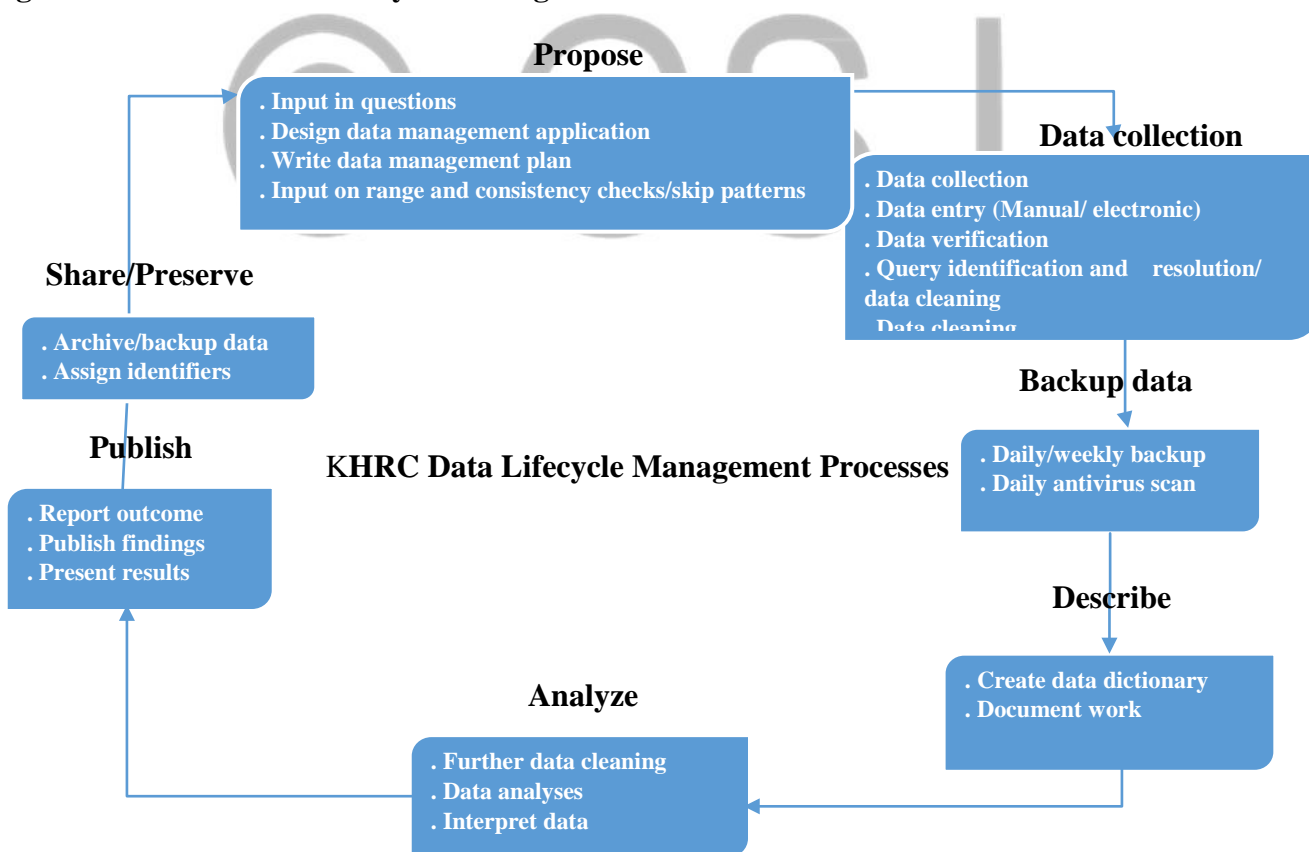 Propose
. Input in questions
. Design data management application
. Write data management plan
. Input on range and consistency checks/skip patterns
Data collection
. Data collection
. Data entry (Manual/ electronic)
. Data verification
. Query identification and resolution/
data cleaning
. Data cleaning
Backup data
. Daily/weekly backup
. Daily antivirus scan
Describe
. Create data dictionary
. Document work
Analyze
. Further data cleaning
. Data analyses
. Interpret data
Publish
. Report outcome
. Publish findings
. Present results
Share/Preserve
. Archive/backup data
. Assign identifiers
KHRC Data Lifecycle Management Processes